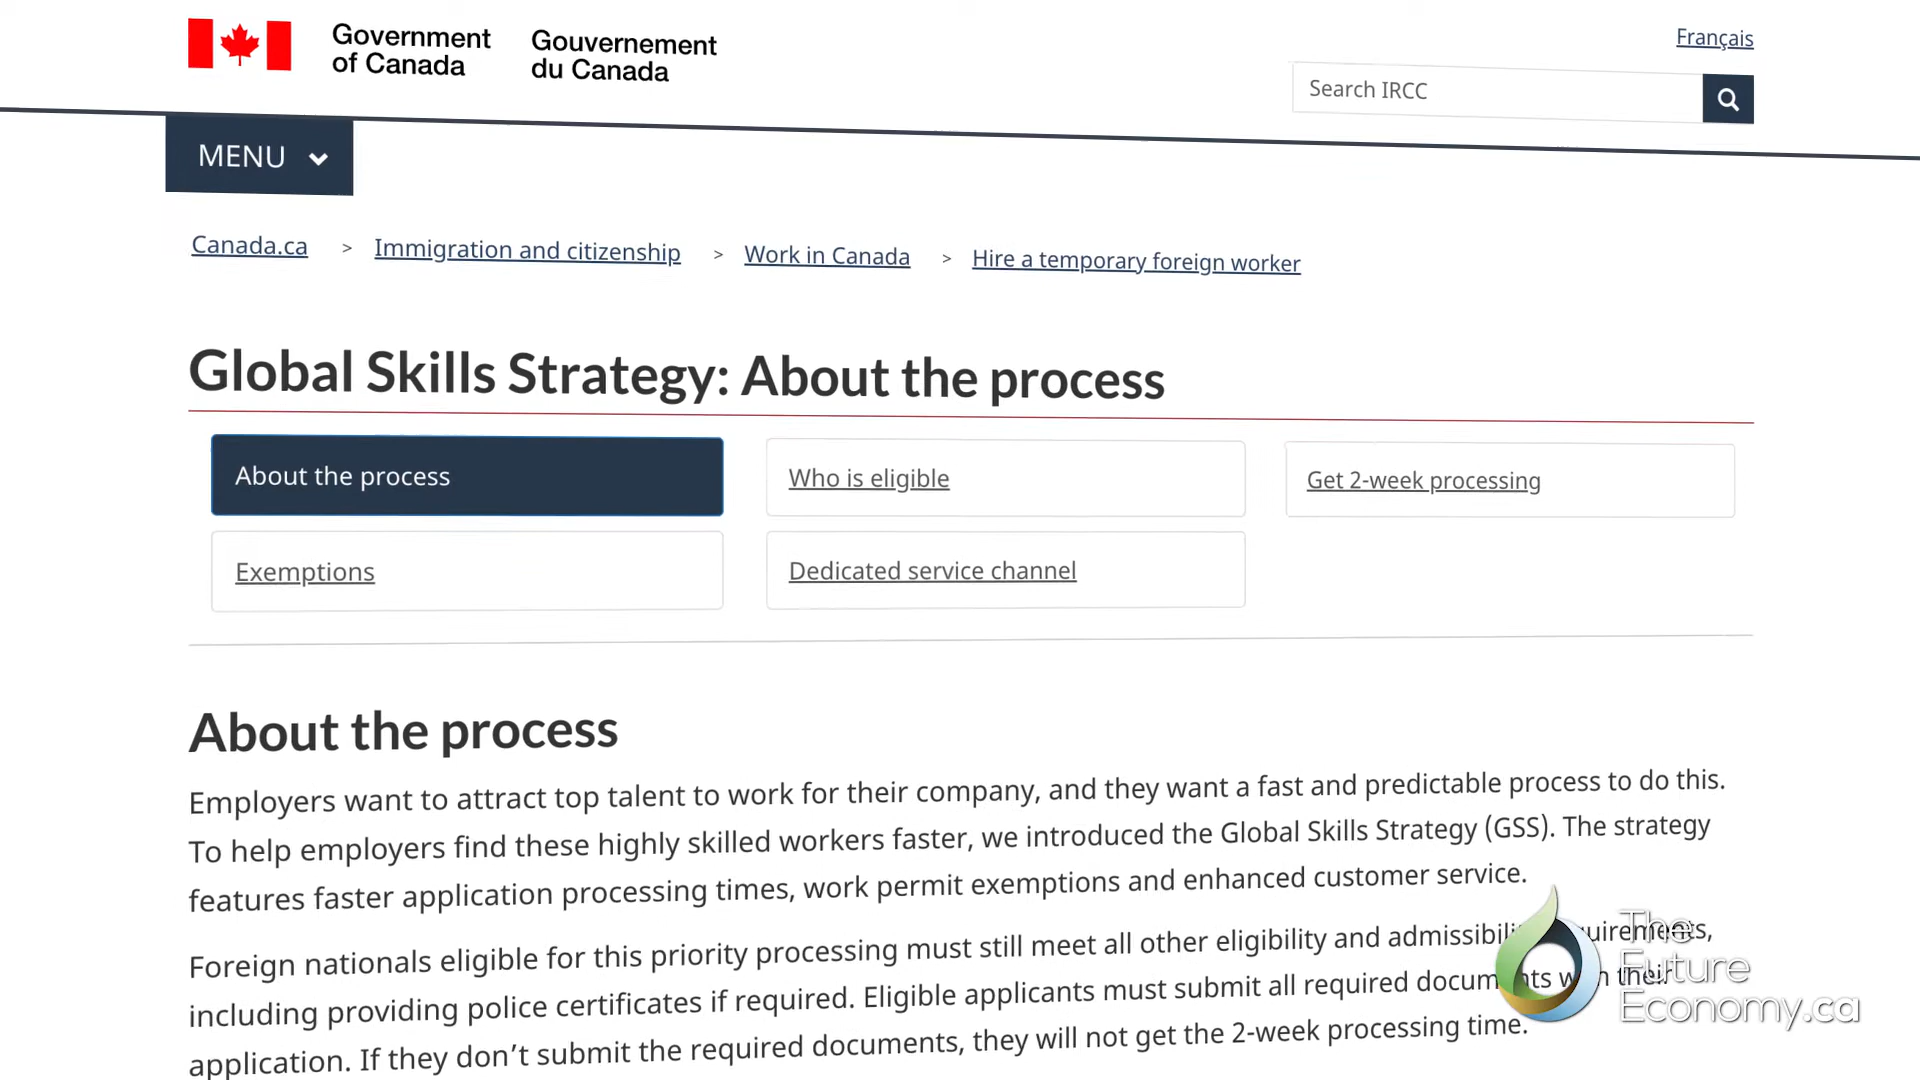 Government
of Canada
Gouvernement
du Canada
Français
Search IRCC
MENU
Canada.ca > Immigration and citizenship > Work in Canada > Hire a temporary foreign worker
Global Skills Strategy: About the process
About the process
Who is eligible
Get 2-week processing
Exemptions
Dedicated service channel
About the process
Employers want to attract top talent to work for their company, and they want a fast and predictable process to do this.
To help employers find these highly skilled workers faster, we introduced the Global Skills Strategy (GSS). The strategy
features faster application processing times, work permit exemptions and enhanced customer service.
Foreign nationals eligible for this priority processing must still meet all other eligibility and admissibility requirements,
including providing police certificates if required. Eligible applicants must submit all required documents with their
application. If they don't submit the required documents, they will not get the 2-week processing time.
The
Future
Economy.ca